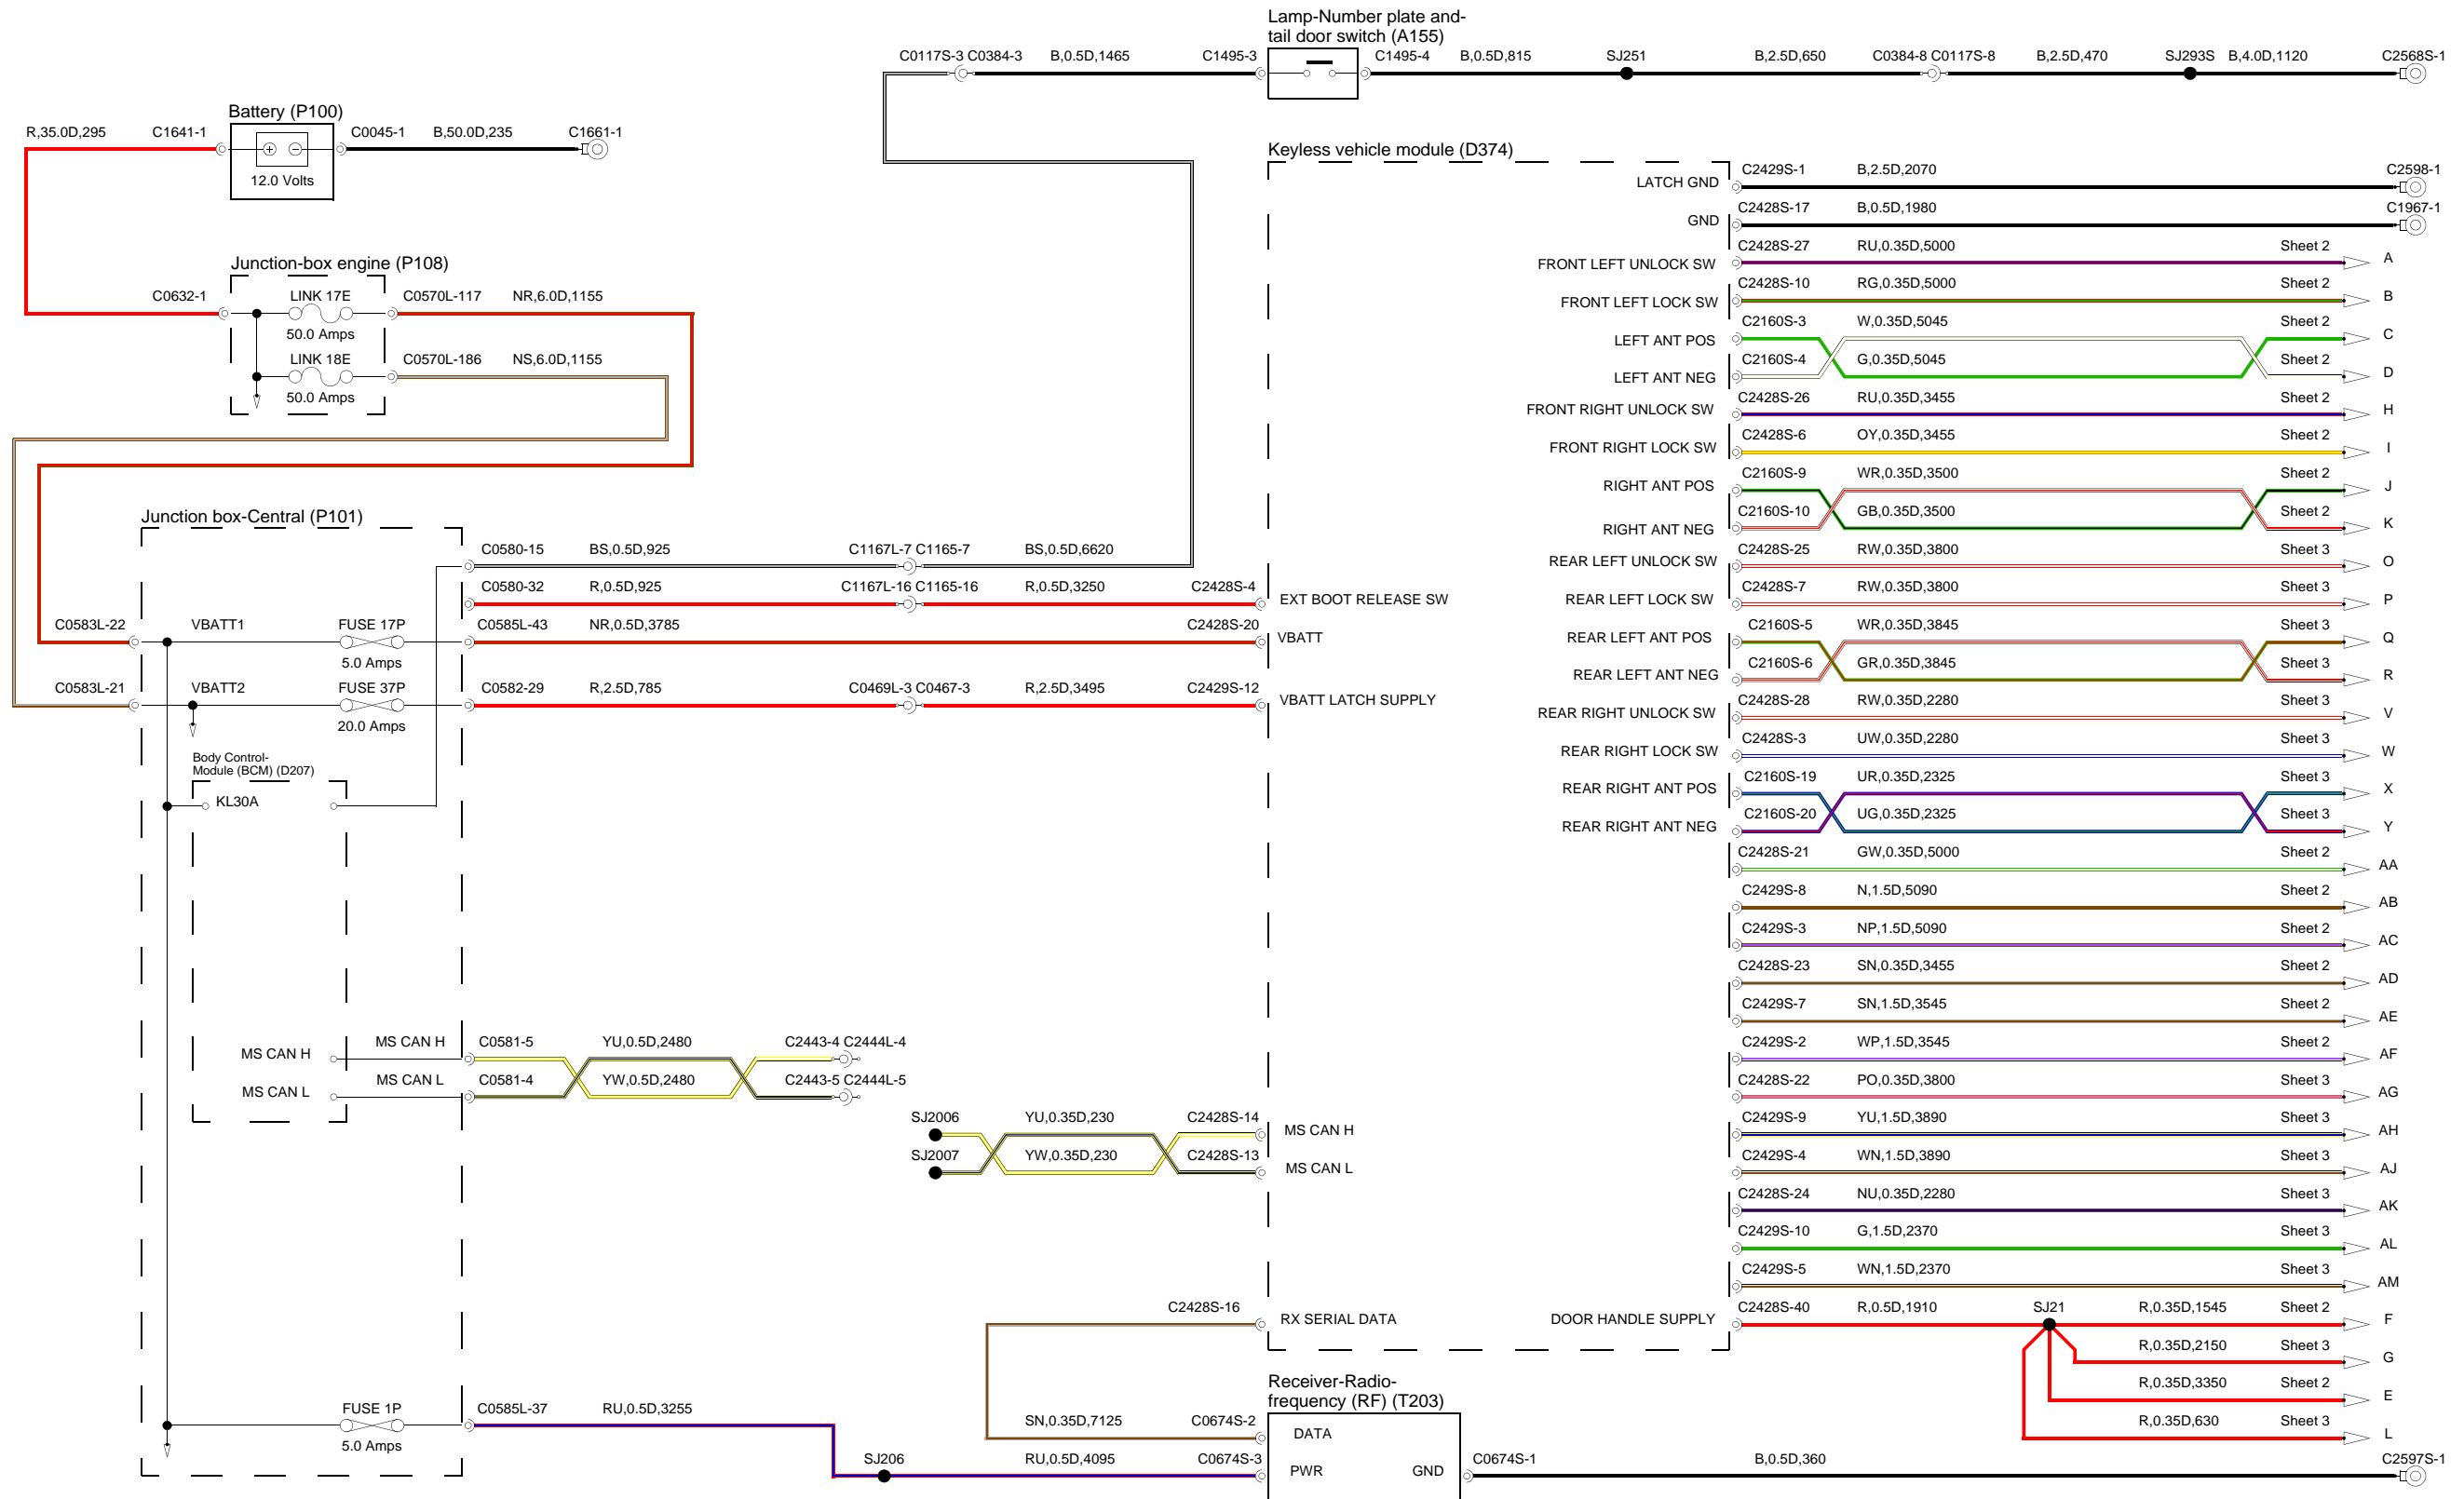 Lamp-Number plate and-
tail door switch (A155)
C0117S-3 C0384-3 B,0.5D,1465 C1495-3 C1495-4 B,0.5D,815 SJ251 B,2.5D,650 C0384-8 C0117S-8 B,2.5D,470 SJ293S B,4.0D,1120 C2568S-1
Battery (P100)
R,35.0D,295 C1641-1 C0045-1 B,50.0D,235 C1661-1
12.0 Volts
Keyless vehicle module (D374)
LATCH GND C2429S-1 B,2.5D,2070 C2598-1
GND C2428S-17 B,0.5D,1980 C1967-1
FRONT LEFT UNLOCK SW C2428S-27 RU,0.35D,5000 Sheet 2 A
Junction-box engine (P108)
C0632-1 LINK 17E C0570L-117 NR,6.0D,1155
50.0 Amps
LINK 18E C0570L-186 NS,6.0D,1155
50.0 Amps
FRONT LEFT LOCK SW C2428S-10 RG,0.35D,5000 Sheet 2 B
LEFT ANT POS C2160S-3 W,0.35D,5045 Sheet 2 C
LEFT ANT NEG C2160S-4 G,0.35D,5045 Sheet 2 D
FRONT RIGHT UNLOCK SW C2428S-26 RU,0.35D,3455 Sheet 2 H
FRONT RIGHT LOCK SW C2428S-6 OY,0.35D,3455 Sheet 2 I
RIGHT ANT POS C2160S-9 WR,0.35D,3500 Sheet 2 J
RIGHT ANT NEG C2160S-10 GB,0.35D,3500 Sheet 2 K
Junction box-Central (P101)
C0580-15 BS,0.5D,925 C1167L-7 C1165-7 BS,0.5D,6620
REAR LEFT UNLOCK SW C2428S-25 RW,0.35D,3800 Sheet 3 O
C0580-32 R,0.5D,925 C1167L-16 C1165-16 R,0.5D,3250 C2428S-4 EXT BOOT RELEASE SW
REAR LEFT LOCK SW C2428S-7 RW,0.35D,3800 Sheet 3 P
C0583L-22 VBATT1 FUSE 17P C0585L-43 NR,0.5D,3785 C2428S-20 VBATT
5.0 Amps
REAR LEFT ANT POS C2160S-5 WR,0.35D,3845 Sheet 3 Q
REAR LEFT ANT NEG C2160S-6 GR,0.35D,3845 Sheet 3 R
C0583L-21 VBATT2 FUSE 37P C0582-29 R,2.5D,785 C0469L-3 C0467-3 R,2.5D,3495 C2429S-12 VBATT LATCH SUPPLY
20.0 Amps
REAR RIGHT UNLOCK SW C2428S-28 RW,0.35D,2280 Sheet 3 V
REAR RIGHT LOCK SW C2428S-3 UW,0.35D,2280 Sheet 3 W
Body Control-
Module (BCM) (D207)
KL30A
REAR RIGHT ANT POS C2160S-19 UR,0.35D,2325 Sheet 3 X
REAR RIGHT ANT NEG C2160S-20 UG,0.35D,2325 Sheet 3 Y
C2428S-21 GW,0.35D,5000 Sheet 2 AA
C2429S-8 N,1.5D,5090 Sheet 2 AB
C2429S-3 NP,1.5D,5090 Sheet 2 AC
C2428S-23 SN,0.35D,3455 Sheet 2 AD
C2429S-7 SN,1.5D,3545 Sheet 2 AE
MS CAN H MS CAN H C0581-5 YU,0.5D,2480 C2443-4 C2444L-4
C2429S-2 WP,1.5D,3545 Sheet 2 AF
MS CAN L MS CAN L C0581-4 YW,0.5D,2480 C2443-5 C2444L-5
C2428S-22 PO,0.35D,3800 Sheet 3 AG
SJ2006 YU,0.35D,230 C2428S-14 MS CAN H
C2429S-9 YU,1.5D,3890 Sheet 3 AH
SJ2007 YW,0.35D,230 C2428S-13 MS CAN L
C2429S-4 WN,1.5D,3890 Sheet 3 AJ
C2428S-24 NU,0.35D,2280 Sheet 3 AK
C2429S-10 G,1.5D,2370 Sheet 3 AL
C2429S-5 WN,1.5D,2370 Sheet 3 AM
C2428S-16 RX SERIAL DATA DOOR HANDLE SUPPLY C2428S-40 R,0.5D,1910 SJ21 R,0.35D,1545 Sheet 2 F
R,0.35D,2150 Sheet 3 G
R,0.35D,3350 Sheet 2 E
R,0.35D,630 Sheet 3 L
Receiver-Radio-
frequency (RF) (T203)
FUSE 1P C0585L-37 RU,0.5D,3255
5.0 Amps
SN,0.35D,7125 C0674S-2 DATA
SJ206 RU,0.5D,4095 C0674S-3 PWR GND C0674S-1 B,0.5D,360 C2597S-1